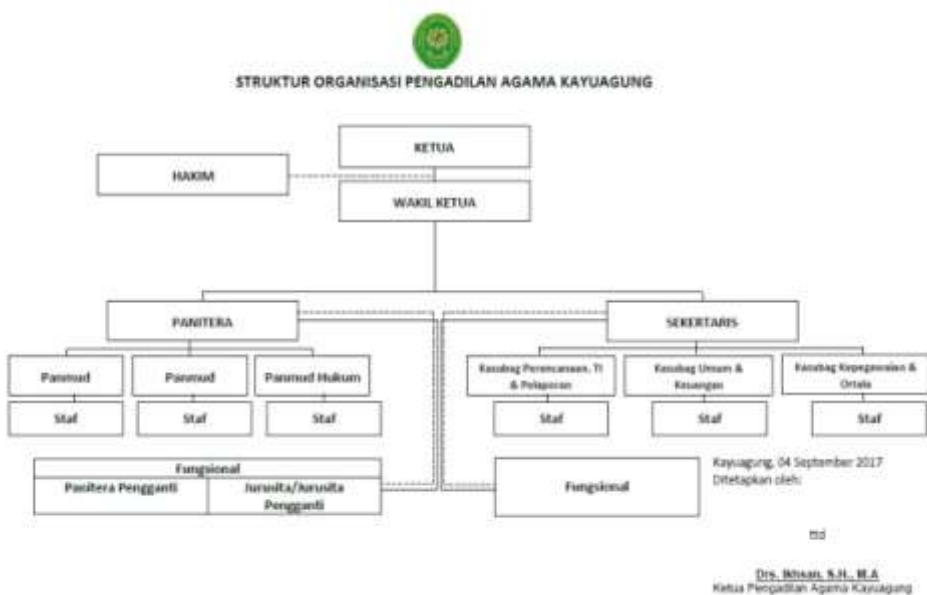 STRUKTUR ORGANISASI PENGADILAN AGAMA KAYUAGUNG
KETUA
HAKIM
WAKIL KETUA
PANITERA
SEKERTARIS
Panmud
Panmud
Panmud Hukum
Kasubag Perencanaan, TI
& Pelaporan
Kasubag Umum &
Keuangan
Kasubag Kepegawaian &
Ortala
Staf
Staf
Staf
Staf
Staf
Staf
Fungsional
Panitera Pengganti
Jurusita/Jurusita
Pengganti
Fungsional
Kayuagung, 04 September 2017
Ditetapkan oleh:
ttd
Drs. Ikhsan, S.H., M.A
Ketua Pengadilan Agama Kayuagung